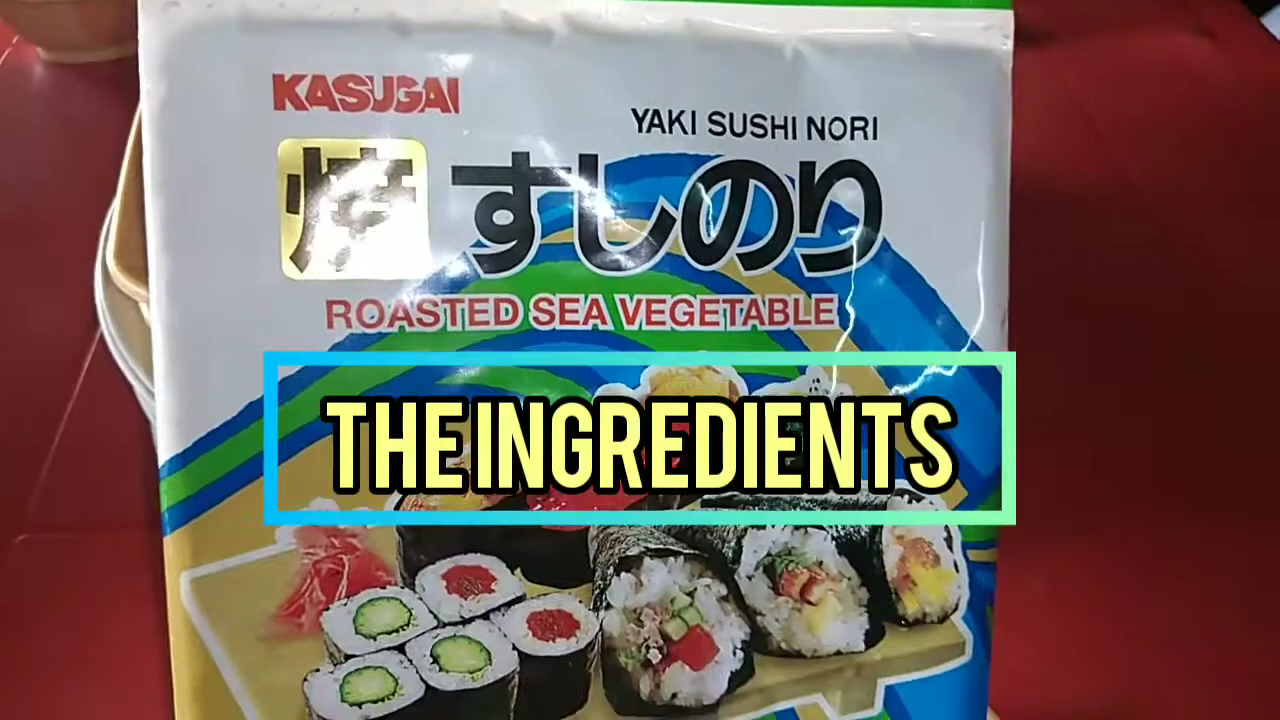 KASUGAI
YAKI SUSHI NORI
焼すしのり
ROASTED SEA VEGETABLE
THE INGREDIENTS